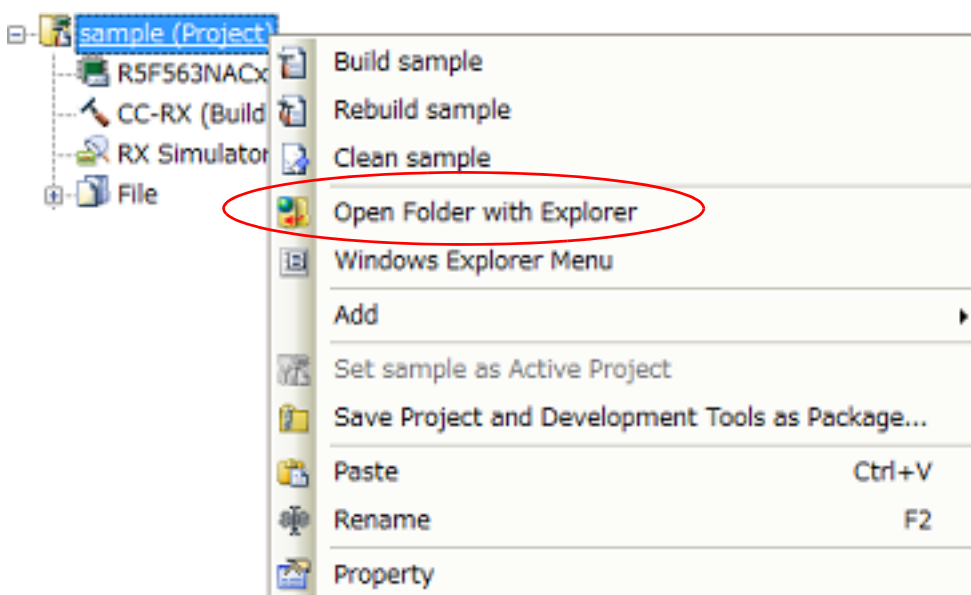 sample (Project)
R5F563NACx
CC-RX (Build
RX Simulator
File
Build sample
Rebuild sample
Clean sample
Open Folder with Explorer
Windows Explorer Menu
Add
Set sample as Active Project
Save Project and Development Tools as Package...
Paste Ctrl+V
Rename F2
Property